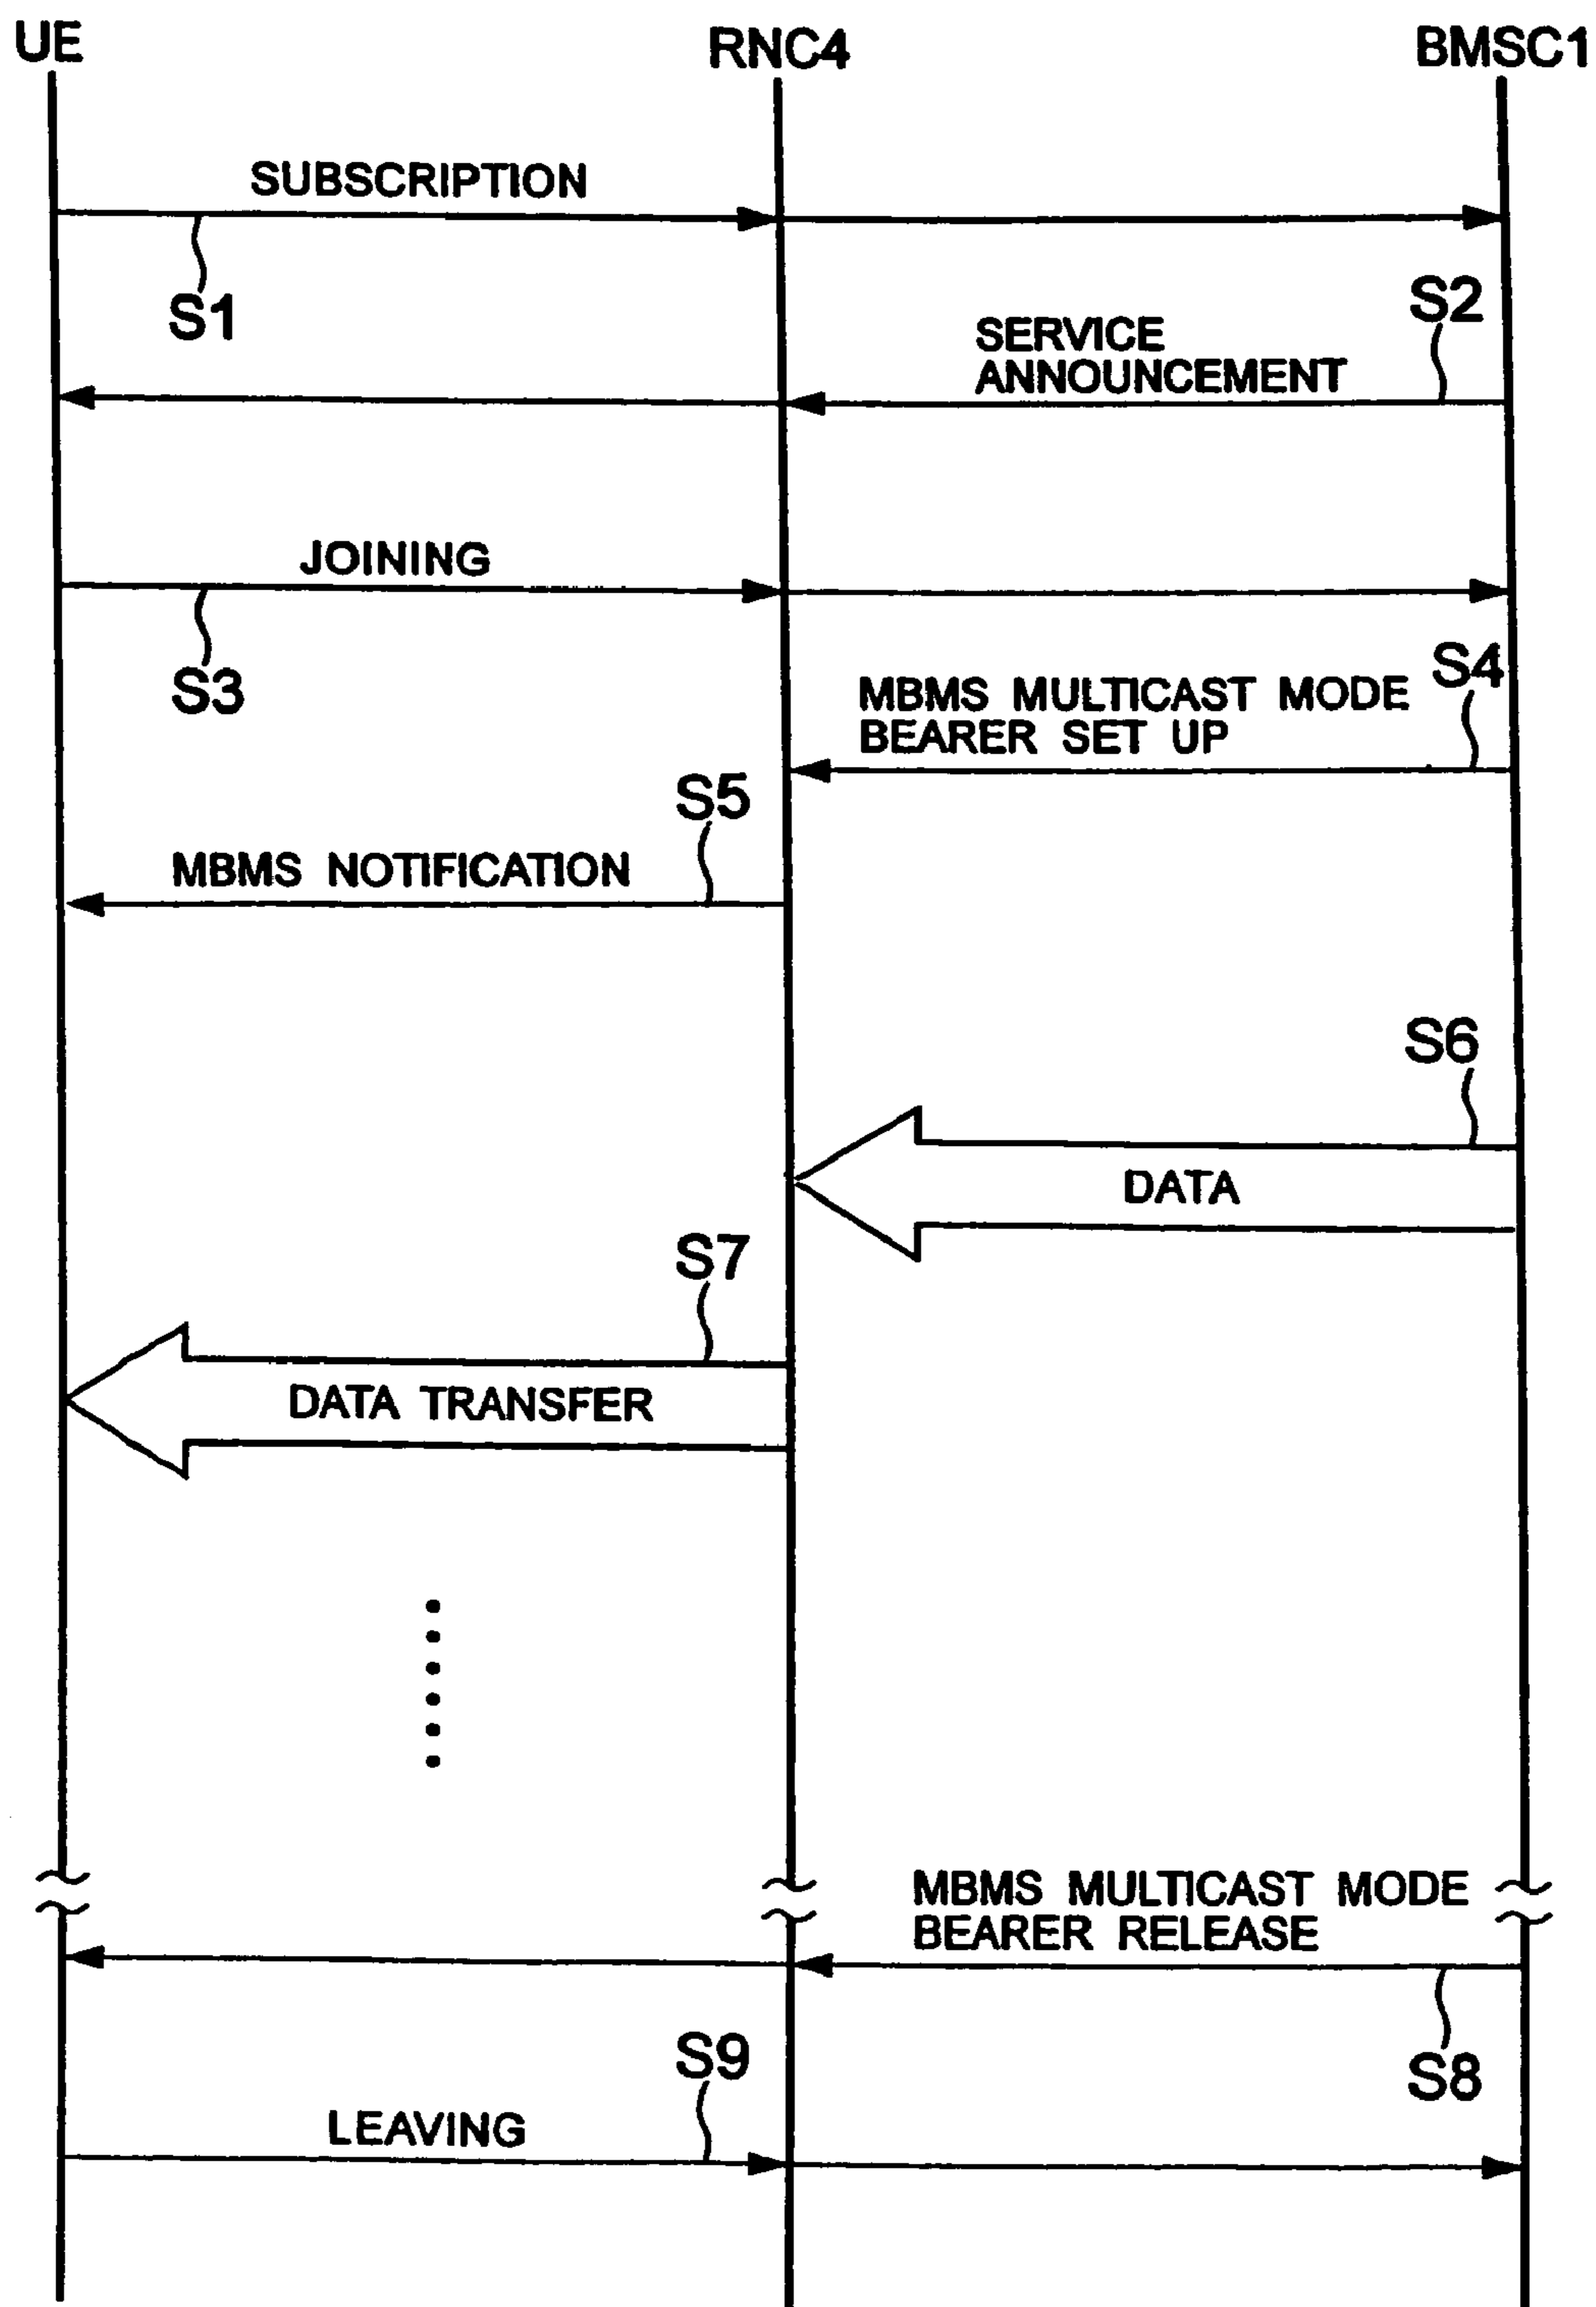 UE
RNC4
BMSC1
SUBSCRIPTION
S1
S2
SERVICE
ANNOUNCEMENT
JOINING
S3
S4
MBMS MULTICAST MODE
BEARER SET UP
S5
MBMS NOTIFICATION
S6
DATA
S7
DATA TRANSFER
MBMS MULTICAST MODE
BEARER RELEASE
S8
S9
LEAVING